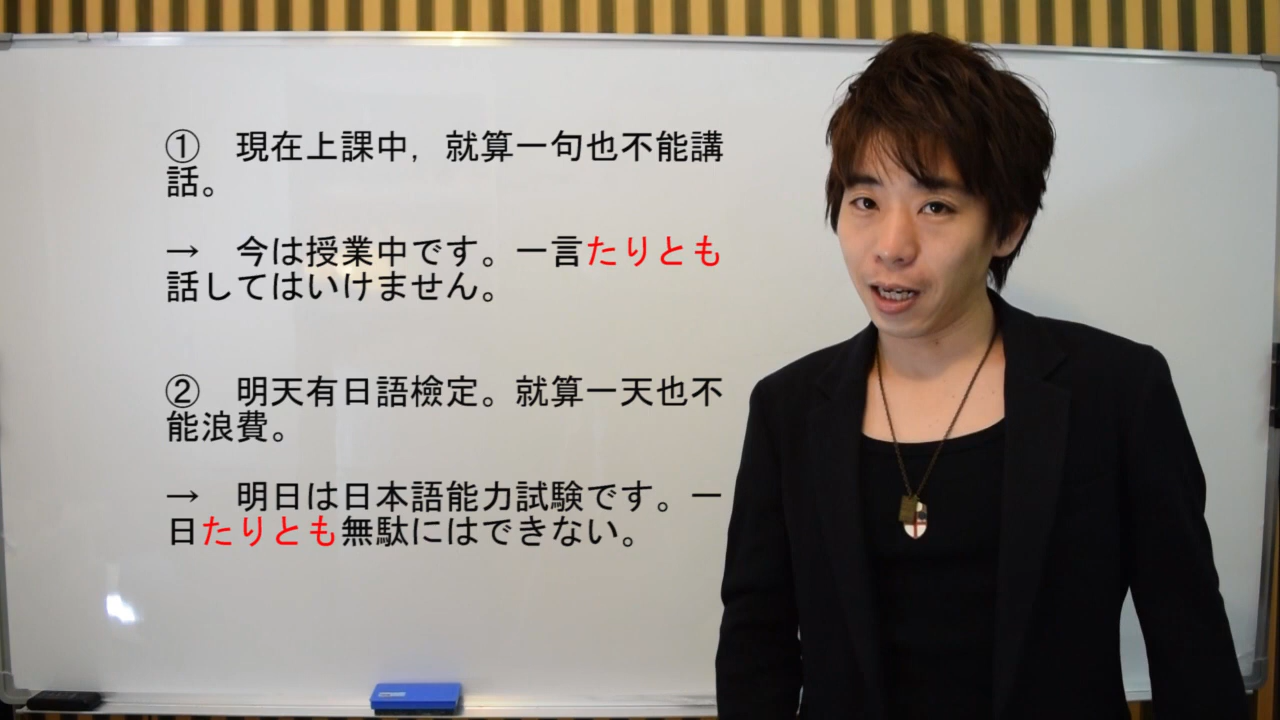 ① 現在上課中，就算一句也不能講
話。
→ 今は授業中です。一言たりとも
話してはいけません。
② 明天有日語檢定。就算一天也不
能浪費。
→ 明日は日本語能力試験です。一
日たりとも無駄にはできない。